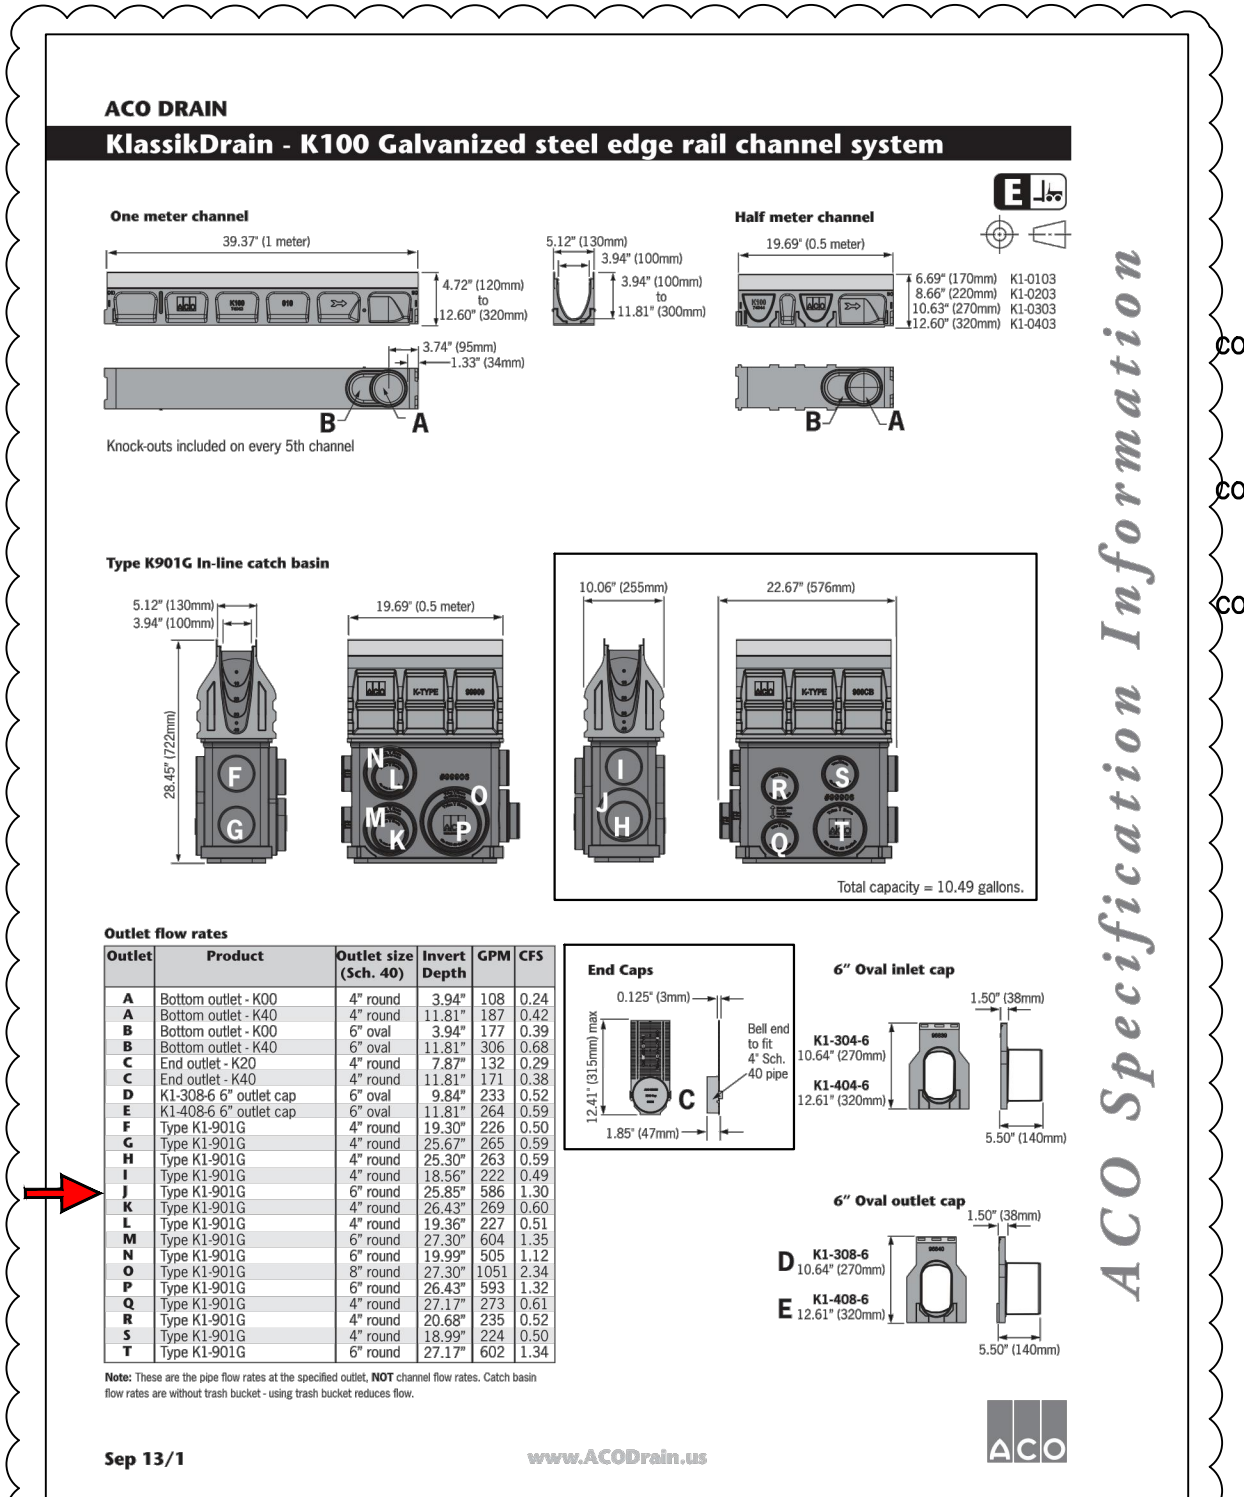 ACO DRAIN
KlassikDrain - K100 Galvanized steel edge rail channel system
E
One meter channel
39.37" (1 meter)
4.72" (120mm)
to
12.60" (320mm)
K100
010
ACO
3.74" (95mm)
1.33" (34mm)
B
A
Knock-outs included on every 5th channel
5.12" (130mm)
3.94" (100mm)
3.94" (100mm)
to
11.81" (300mm)
Half meter channel
19.69" (0.5 meter)
K100
ACO
6.69" (170mm) K1-0103
8.66" (220mm) K1-0203
10.63" (270mm) K1-0303
12.60" (320mm) K1-0403
B
A
ACO Specification Information
co
co
co
Type K901G In-line catch basin
5.12" (130mm)
3.94" (100mm)
28.45" (722mm)
F
G
19.69" (0.5 meter)
ACO K-TYPE 99906
#99906
N
L
O
M
K
P
10.06" (255mm)
I
J
H
22.67" (576mm)
ACO K-TYPE 900CB
R
S
#99906
Q
T
Total capacity = 10.49 gallons.
Outlet flow rates
Outlet Product Outlet size (Sch. 40) Invert Depth GPM CFS
A Bottom outlet - K00 4" round 3.94" 108 0.24
A Bottom outlet - K40 4" round 11.81" 187 0.42
B Bottom outlet - K00 6" oval 3.94" 177 0.39
B Bottom outlet - K40 6" oval 11.81" 306 0.68
C End outlet - K20 4" round 7.87" 132 0.29
C End outlet - K40 4" round 11.81" 171 0.38
D K1-308-6 6" outlet cap 6" oval 9.84" 233 0.52
E K1-408-6 6" outlet cap 6" oval 11.81" 264 0.59
F Type K1-901G 4" round 19.30" 226 0.50
G Type K1-901G 4" round 25.67" 265 0.59
H Type K1-901G 4" round 25.30" 263 0.59
I Type K1-901G 4" round 18.56" 222 0.49
J Type K1-901G 6" round 25.85" 586 1.30
K Type K1-901G 4" round 26.43" 269 0.60
L Type K1-901G 4" round 19.36" 227 0.51
M Type K1-901G 6" round 27.30" 604 1.35
N Type K1-901G 6" round 19.99" 505 1.12
O Type K1-901G 8" round 27.30" 1051 2.34
P Type K1-901G 6" round 26.43" 593 1.32
Q Type K1-901G 4" round 27.17" 273 0.61
R Type K1-901G 4" round 20.68" 235 0.52
S Type K1-901G 4" round 18.99" 224 0.50
T Type K1-901G 6" round 27.17" 602 1.34
Note: These are the pipe flow rates at the specified outlet, NOT channel flow rates. Catch basin
flow rates are without trash bucket - using trash bucket reduces flow.
End Caps
0.125" (3mm)
12.41" (315mm) max
Bell end
to fit
4" Sch.
40 pipe
C
1.85" (47mm)
6" Oval inlet cap
1.50" (38mm)
K1-304-6
10.64" (270mm)
K1-404-6
12.61" (320mm)
5.50" (140mm)
6" Oval outlet cap
1.50" (38mm)
D K1-308-6
10.64" (270mm)
E K1-408-6
12.61" (320mm)
5.50" (140mm)
Sep 13/1
www.ACODrain.us
ACO